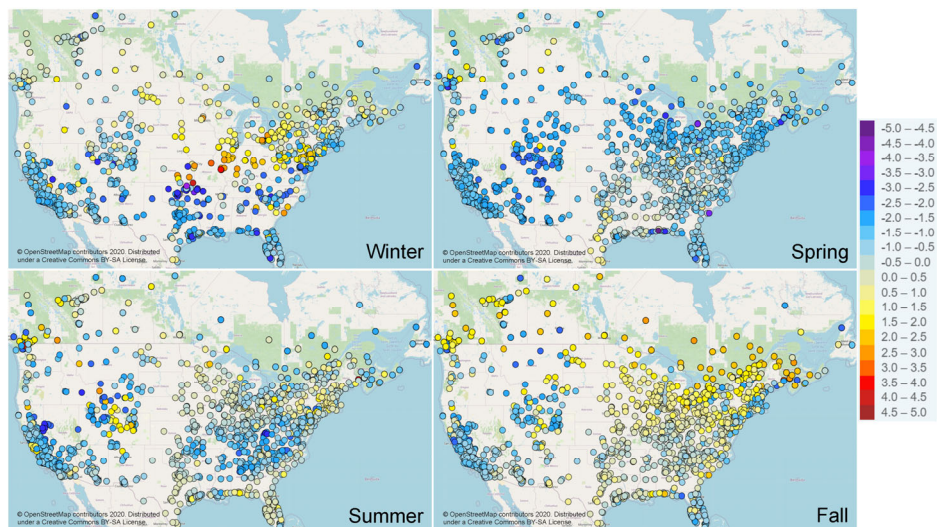 © OpenStreetMap contributors 2020. Distributed
under a Creative Commons BY-SA License.
Winter
© OpenStreetMap contributors 2020. Distributed
under a Creative Commons BY-SA License.
Spring
-5.0 – -4.5
-4.5 – -4.0
-4.0 – -3.5
-3.5 – -3.0
-3.0 – -2.5
-2.5 – -2.0
-2.0 – -1.5
-1.5 – -1.0
-1.0 – -0.5
-0.5 – 0.0
0.0 – 0.5
0.5 – 1.0
1.0 – 1.5
1.5 – 2.0
2.0 – 2.5
2.5 – 3.0
3.0 – 3.5
3.5 – 4.0
4.0 – 4.5
4.5 – 5.0
© OpenStreetMap contributors 2020. Distributed
under a Creative Commons BY-SA License.
Summer
© OpenStreetMap contributors 2020. Distributed
under a Creative Commons BY-SA License.
Fall